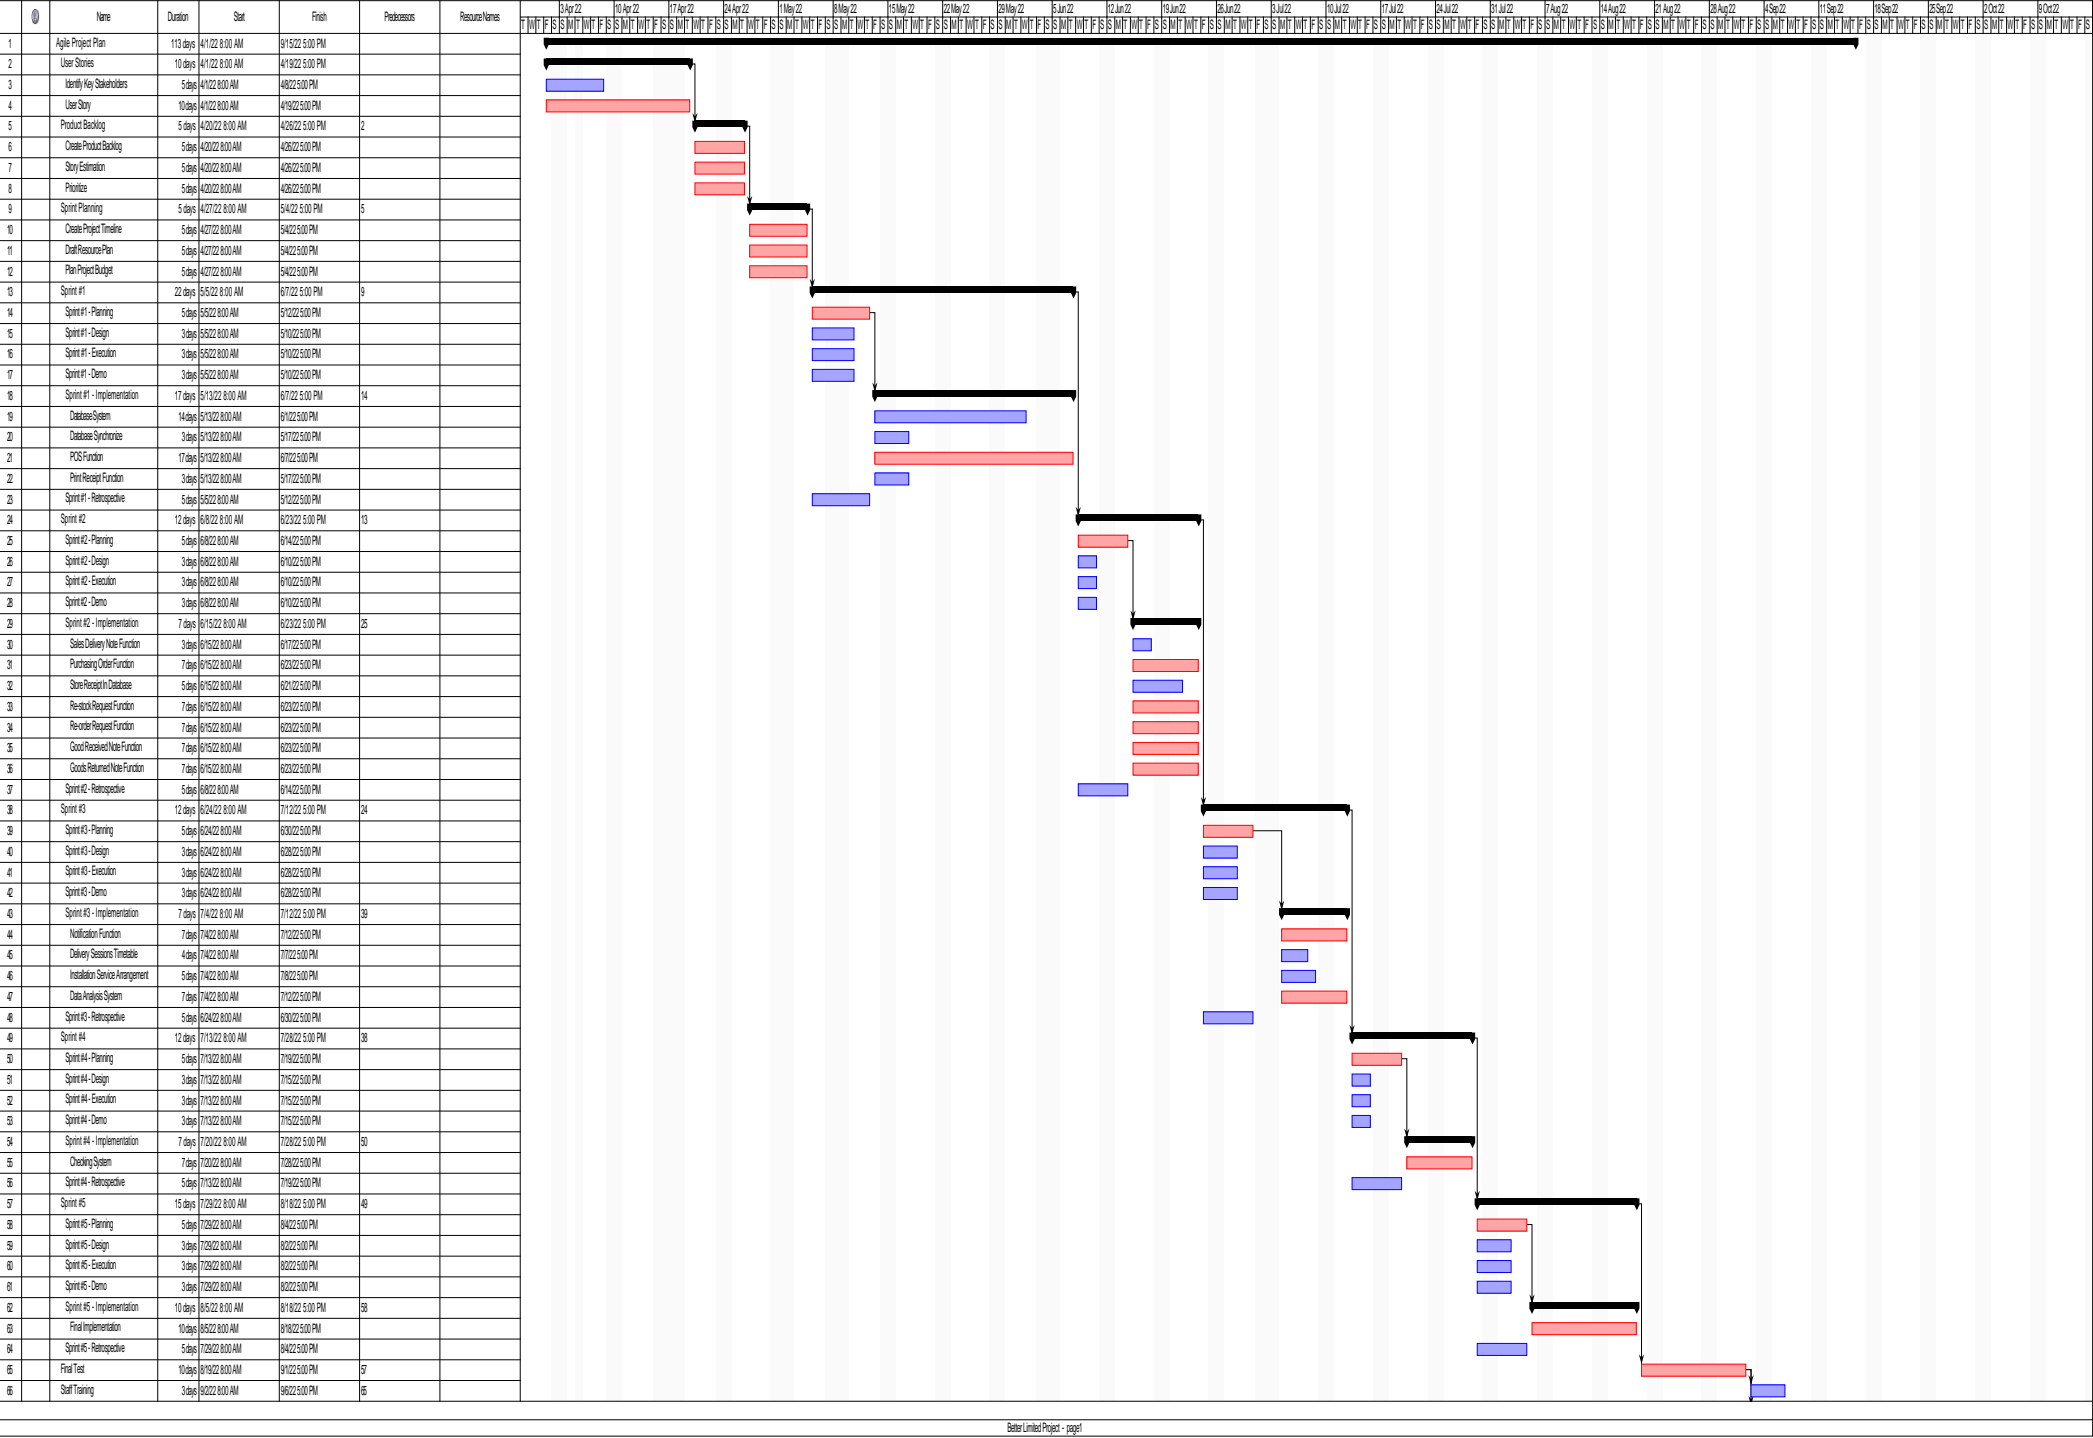 Name Duration Start Finish Predecessors Resource Names
3 Apr 22 10 Apr 22 17 Apr 22 24 Apr 22 1 May 22 8 May 22 15 May 22 22 May 22 29 May 22 5 Jun 22 12 Jun 22 19 Jun 22 26 Jun 22 3 Jul 22 10 Jul 22 17 Jul 22 24 Jul 22 31 Jul 22 7 Aug 22 14 Aug 22 21 Aug 22 28 Aug 22 4 Sep 22 11 Sep 22 18 Sep 22 25 Sep 22 2 Oct 22 9 Oct 22
1 Agile Project Plan 113 days 4/1/22 8:00 AM 9/15/22 5:00 PM
2 User Stories 10 days 4/1/22 8:00 AM 4/19/22 5:00 PM
3 Identify Key Stakeholders 5 days 4/1/22 8:00 AM 4/8/22 5:00 PM
4 User Story 10 days 4/1/22 8:00 AM 4/19/22 5:00 PM
5 Product Backlog 5 days 4/20/22 8:00 AM 4/26/22 5:00 PM 2
6 Create Product Backlog 5 days 4/20/22 8:00 AM 4/26/22 5:00 PM
7 Story Estimation 5 days 4/20/22 8:00 AM 4/26/22 5:00 PM
8 Prioritize 5 days 4/20/22 8:00 AM 4/26/22 5:00 PM
9 Sprint Planning 5 days 4/27/22 8:00 AM 5/4/22 5:00 PM 5
10 Create Project Timeline 5 days 4/27/22 8:00 AM 5/4/22 5:00 PM
11 Draft Resource Plan 5 days 4/27/22 8:00 AM 5/4/22 5:00 PM
12 Plan Project Budget 5 days 4/27/22 8:00 AM 5/4/22 5:00 PM
13 Sprint #1 22 days 5/5/22 8:00 AM 6/7/22 5:00 PM 9
14 Sprint #1 - Planning 5 days 5/5/22 8:00 AM 5/12/22 5:00 PM
15 Sprint #1 - Design 3 days 5/5/22 8:00 AM 5/10/22 5:00 PM
16 Sprint #1 - Execution 3 days 5/5/22 8:00 AM 5/10/22 5:00 PM
17 Sprint #1 - Demo 3 days 5/5/22 8:00 AM 5/10/22 5:00 PM
18 Sprint #1 - Implementation 17 days 5/13/22 8:00 AM 6/7/22 5:00 PM 14
19 Database System 14 days 5/13/22 8:00 AM 6/1/22 5:00 PM
20 Database Synchronize 3 days 5/13/22 8:00 AM 5/17/22 5:00 PM
21 POS Function 17 days 5/13/22 8:00 AM 6/7/22 5:00 PM
22 Print Receipt Function 3 days 5/13/22 8:00 AM 5/17/22 5:00 PM
23 Sprint #1 - Retrospective 5 days 5/5/22 8:00 AM 5/12/22 5:00 PM
24 Sprint #2 12 days 6/8/22 8:00 AM 6/23/22 5:00 PM 13
25 Sprint #2 - Planning 5 days 6/8/22 8:00 AM 6/14/22 5:00 PM
26 Sprint #2 - Design 3 days 6/8/22 8:00 AM 6/10/22 5:00 PM
27 Sprint #2 - Execution 3 days 6/8/22 8:00 AM 6/10/22 5:00 PM
28 Sprint #2 - Demo 3 days 6/8/22 8:00 AM 6/10/22 5:00 PM
29 Sprint #2 - Implementation 7 days 6/15/22 8:00 AM 6/23/22 5:00 PM 25
30 Sales Delivery Note Function 3 days 6/15/22 8:00 AM 6/17/22 5:00 PM
31 Purchasing Order Function 7 days 6/15/22 8:00 AM 6/23/22 5:00 PM
32 Store Receipt In Database 5 days 6/15/22 8:00 AM 6/21/22 5:00 PM
33 Re-stock Request Function 7 days 6/15/22 8:00 AM 6/23/22 5:00 PM
34 Re-order Request Function 7 days 6/15/22 8:00 AM 6/23/22 5:00 PM
35 Good Received Note Function 7 days 6/15/22 8:00 AM 6/23/22 5:00 PM
36 Goods Returned Note Function 7 days 6/15/22 8:00 AM 6/23/22 5:00 PM
37 Sprint #2 - Retrospective 5 days 6/8/22 8:00 AM 6/14/22 5:00 PM
38 Sprint #3 12 days 6/24/22 8:00 AM 7/12/22 5:00 PM 24
39 Sprint #3 - Planning 5 days 6/24/22 8:00 AM 6/30/22 5:00 PM
40 Sprint #3 - Design 3 days 6/24/22 8:00 AM 6/28/22 5:00 PM
41 Sprint #3 - Execution 3 days 6/24/22 8:00 AM 6/28/22 5:00 PM
42 Sprint #3 - Demo 3 days 6/24/22 8:00 AM 6/28/22 5:00 PM
43 Sprint #3 - Implementation 7 days 7/4/22 8:00 AM 7/12/22 5:00 PM 39
44 Notification Function 7 days 7/4/22 8:00 AM 7/12/22 5:00 PM
45 Delivery Sessions Timetable 4 days 7/4/22 8:00 AM 7/7/22 5:00 PM
46 Installation Service Arrangement 5 days 7/4/22 8:00 AM 7/8/22 5:00 PM
47 Data Analysis System 7 days 7/4/22 8:00 AM 7/12/22 5:00 PM
48 Sprint #3 - Retrospective 5 days 6/24/22 8:00 AM 6/30/22 5:00 PM
49 Sprint #4 12 days 7/13/22 8:00 AM 7/28/22 5:00 PM 38
50 Sprint #4 - Planning 5 days 7/13/22 8:00 AM 7/19/22 5:00 PM
51 Sprint #4 - Design 3 days 7/13/22 8:00 AM 7/15/22 5:00 PM
52 Sprint #4 - Execution 3 days 7/13/22 8:00 AM 7/15/22 5:00 PM
53 Sprint #4 - Demo 3 days 7/13/22 8:00 AM 7/15/22 5:00 PM
54 Sprint #4 - Implementation 7 days 7/20/22 8:00 AM 7/28/22 5:00 PM 50
55 Checking System 7 days 7/20/22 8:00 AM 7/28/22 5:00 PM
56 Sprint #4 - Retrospective 5 days 7/13/22 8:00 AM 7/19/22 5:00 PM
57 Sprint #5 15 days 7/29/22 8:00 AM 8/18/22 5:00 PM 49
58 Sprint #5 - Planning 5 days 7/29/22 8:00 AM 8/4/22 5:00 PM
59 Sprint #5 - Design 3 days 7/29/22 8:00 AM 8/2/22 5:00 PM
60 Sprint #5 - Execution 3 days 7/29/22 8:00 AM 8/2/22 5:00 PM
61 Sprint #5 - Demo 3 days 7/29/22 8:00 AM 8/2/22 5:00 PM
62 Sprint #5 - Implementation 10 days 8/5/22 8:00 AM 8/18/22 5:00 PM 58
63 Final Implementation 10 days 8/5/22 8:00 AM 8/18/22 5:00 PM
64 Sprint #5 - Retrospective 5 days 7/29/22 8:00 AM 8/4/22 5:00 PM
65 Final Test 10 days 8/19/22 8:00 AM 9/1/22 5:00 PM 57
66 Staff Training 3 days 9/2/22 8:00 AM 9/6/22 5:00 PM 65
Better Limited Project - page1